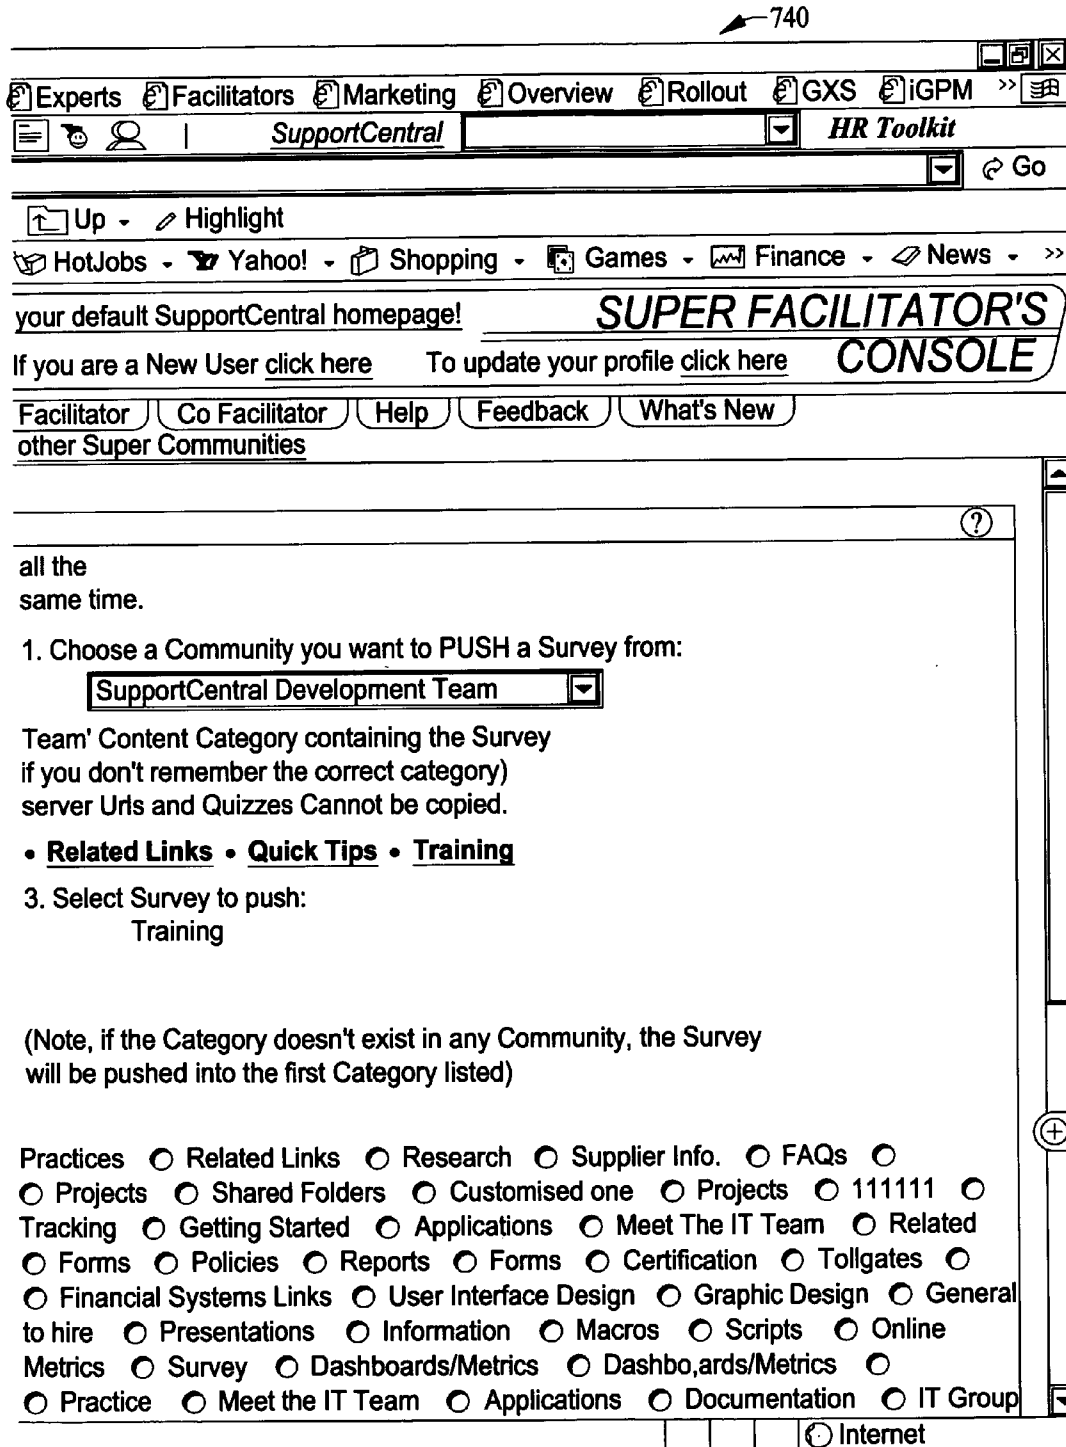 740
Experts Facilitators Marketing Overview Rollout GXS iGPM >>
SupportCentral HR Toolkit
Go
Up - Highlight
HotJobs - Yahoo! - Shopping - Games - Finance - News - >>
your default SupportCentral homepage! SUPER FACILITATOR'S
If you are a New User click here To update your profile click here CONSOLE
Facilitator Co Facilitator Help Feedback What's New
other Super Communities
?
all the
same time.
1. Choose a Community you want to PUSH a Survey from:
SupportCentral Development Team
Team' Content Category containing the Survey
if you don't remember the correct category)
server Urls and Quizzes Cannot be copied.
• Related Links • Quick Tips • Training
3. Select Survey to push:
Training
(Note, if the Category doesn't exist in any Community, the Survey
will be pushed into the first Category listed)
Practices Related Links Research Supplier Info. FAQs
Projects Shared Folders Customised one Projects 111111
Tracking Getting Started Applications Meet The IT Team Related
Forms Policies Reports Forms Certification Tollgates
Financial Systems Links User Interface Design Graphic Design General
to hire Presentations Information Macros Scripts Online
Metrics Survey Dashboards/Metrics Dashbo,ards/Metrics
Practice Meet the IT Team Applications Documentation IT Group
Internet